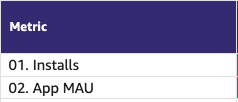 Metric
01. Installs
02. App MAU